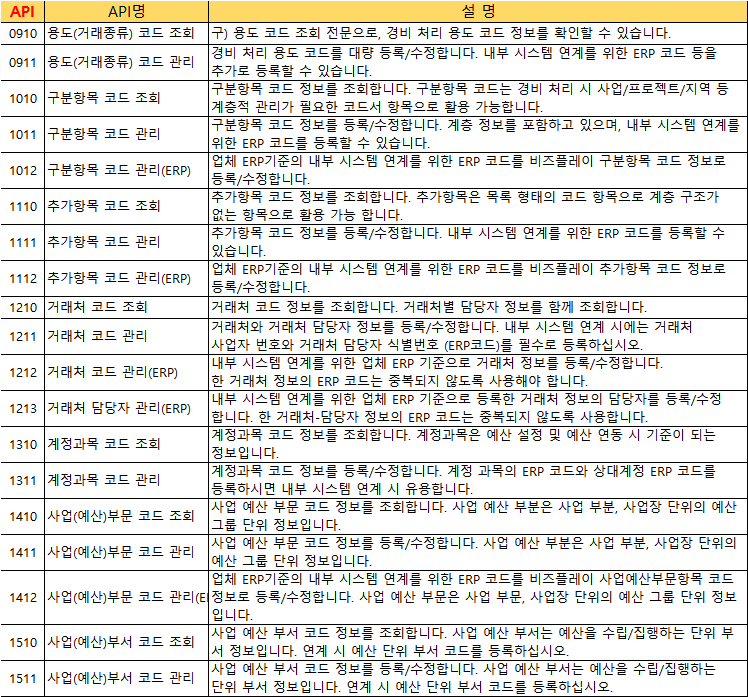 API API명 설 명
0910 용도(거래종류) 코드 조회 구) 용도 코드 조회 전문으로, 경비 처리 용도 코드 정보를 확인할 수 있습니다.
0911 용도(거래종류) 코드 관리 경비 처리 용도 코드를 대량 등록/수정합니다. 내부 시스템 연계를 위한 ERP 코드 등을
추가로 등록할 수 있습니다.
1010 구분항목 코드 조회 구분항목 코드 정보를 조회합니다. 구분항목 코드는 경비 처리 시 사업/프로젝트/지역 등
계층적 관리가 필요한 코드서 항목으로 활용 가능합니다.
1011 구분항목 코드 관리 구분항목 코드 정보를 등록/수정합니다. 계층 정보를 포함하고 있으며, 내부 시스템 연계를
위한 ERP 코드를 등록할 수 있습니다.
1012 구분항목 코드 관리(ERP) 업체 ERP기준의 내부 시스템 연계를 위한 ERP 코드를 비즈플레이 구분항목 코드 정보로
등록/수정합니다.
1110 추가항목 코드 조회 추가항목 코드 정보를 조회합니다. 추가항목은 목록 형태의 코드 항목으로 계층 구조가
없는 항목으로 활용 가능 합니다.
1111 추가항목 코드 관리 추가항목 코드 정보를 등록/수정합니다. 내부 시스템 연계를 위한 ERP 코드를 등록할 수
있습니다.
1112 추가항목 코드 관리(ERP) 업체 ERP기준의 내부 시스템 연계를 위한 ERP 코드를 비즈플레이 추가항목 코드 정보로
등록/수정합니다.
1210 거래처 코드 조회 거래처 코드 정보를 조회합니다. 거래처별 담당자 정보를 함께 조회합니다.
1211 거래처 코드 관리 거래처와 거래처 담당자 정보를 등록/수정합니다. 내부 시스템 연계 시에는 거래처
사업자 번호와 거래처 담당자 식별번호 (ERP코드)를 필수로 등록하십시오.
1212 거래처 코드 관리(ERP) 내부 시스템 연계를 위한 업체 ERP 기준으로 거래처 정보를 등록/수정합니다.
한 거래처 정보의 ERP 코드는 중복되지 않도록 사용해야 합니다.
1213 거래처 담당자 관리(ERP) 내부 시스템 연계를 위한 업체 ERP 기준으로 등록한 거래처 정보의 담당자를 등록/수정
합니다. 한 거래처-담당자 정보의 ERP 코드는 중복되지 않도록 사용합니다.
1310 계정과목 코드 조회 계정과목 코드 정보를 조회합니다. 계정과목은 예산 설정 및 예산 연동 시 기준이 되는
정보입니다.
1311 계정과목 코드 관리 계정과목 코드 정보를 등록/수정합니다. 계정 과목의 ERP 코드와 상대계정 ERP 코드를
등록하시면 내부 시스템 연계 시 유용합니다.
1410 사업(예산)부문 코드 조회 사업 예산 부문 코드 정보를 조회합니다. 사업 예산 부분은 사업 부분, 사업장 단위의 예산
그룹 단위 정보입니다.
1411 사업(예산)부문 코드 관리 사업 예산 부문 코드 정보를 등록/수정합니다. 사업 예산 부분은 사업 부분, 사업장 단위의
예산 그룹 단위 정보입니다.
1412 사업(예산)부문 코드 관리(E 업체 ERP기준의 내부 시스템 연계를 위한 ERP 코드를 비즈플레이 사업예산부문항목 코드
정보로 등록/수정합니다. 사업 예산 부문은 사업 부문, 사업장 단위의 예산 그룹 단위 정보
입니다.
1510 사업(예산)부서 코드 조회 사업 예산 부서 코드 정보를 조회합니다. 사업 예산 부서는 예산을 수립/집행하는 단위 부
서 정보입니다. 연계 시 예산 단위 부서 코드를 등록하십시오.
1511 사업(예산)부서 코드 관리 사업 예산 부서 코드 정보를 등록/수정합니다. 사업 예산 부서는 예산을 수립/집행하는
단위 부서 정보입니다. 연계 시 예산 단위 부서 코드를 등록하십시오.